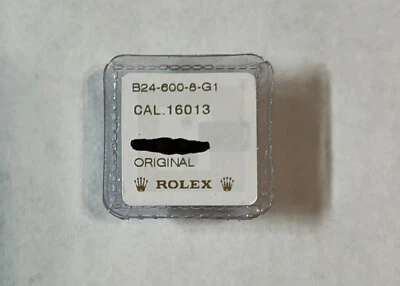 B24-600-8-G1
CAL.16013
ORIGINAL
ROLEX